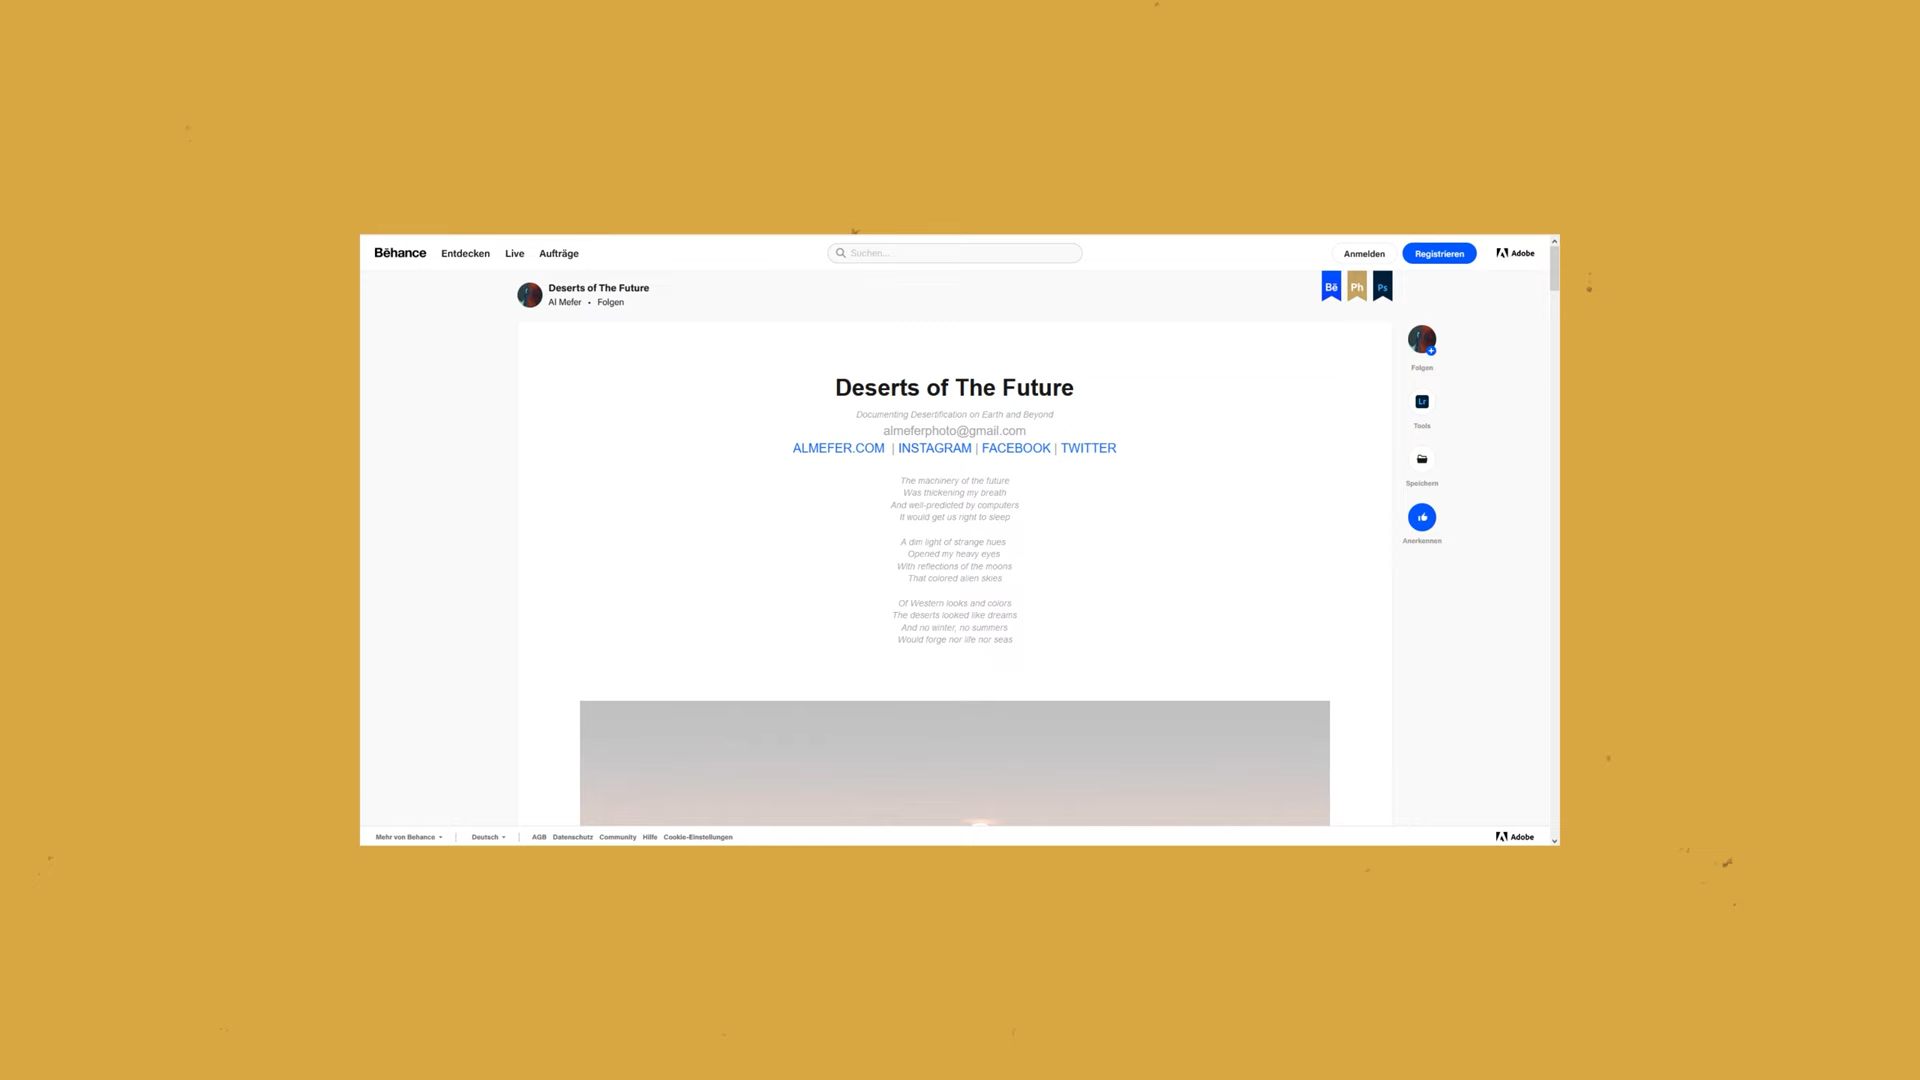 Bēhance Entdecken Live Aufträge Suchen... Anmelden Registrieren Adobe
Deserts of The Future
Al Mefer • Folgen
Bē Ph Ps
Deserts of The Future
Documenting Desertification on Earth and Beyond
almeferphoto@gmail.com
ALMEFER.COM | INSTAGRAM | FACEBOOK | TWITTER
The machinery of the future
Was thickening my breath
And well-predicted by computers
It would get us right to sleep
A dim light of strange hues
Opened my heavy eyes
With reflections of the moons
That colored alien skies
Of Western looks and colors
The deserts looked like dreams
And no winter, no summers
Would forge nor life nor seas
Folgen
Lr
Tools
Speichern
Anerkennen
Mehr von Behance | Deutsch | AGB Datenschutz Community Hilfe Cookie-Einstellungen Adobe